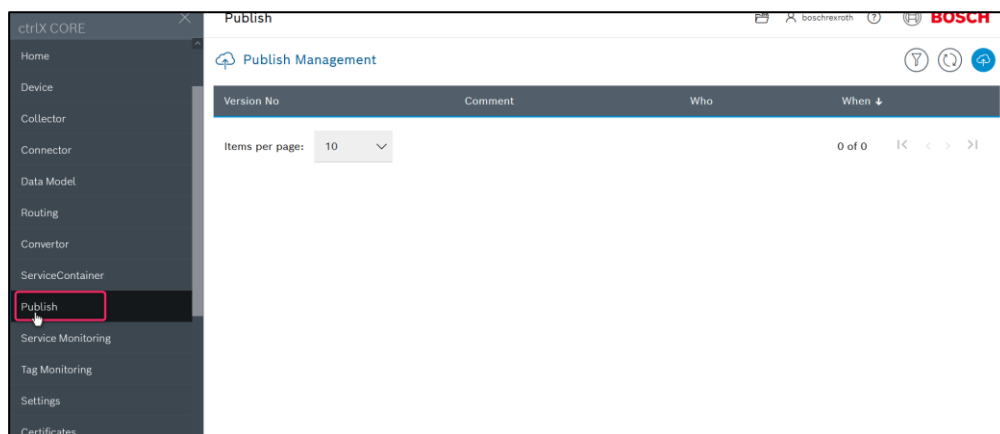 ctrlX CORE
Home
Device
Collector
Connector
Data Model
Routing
Convertor
ServiceContainer
Publish
Service Monitoring
Tag Monitoring
Settings
Certificates
Publish
boschrexroth ? BOSCH
Publish Management
Version No Comment Who When ↓
Items per page: 10 0 of 0